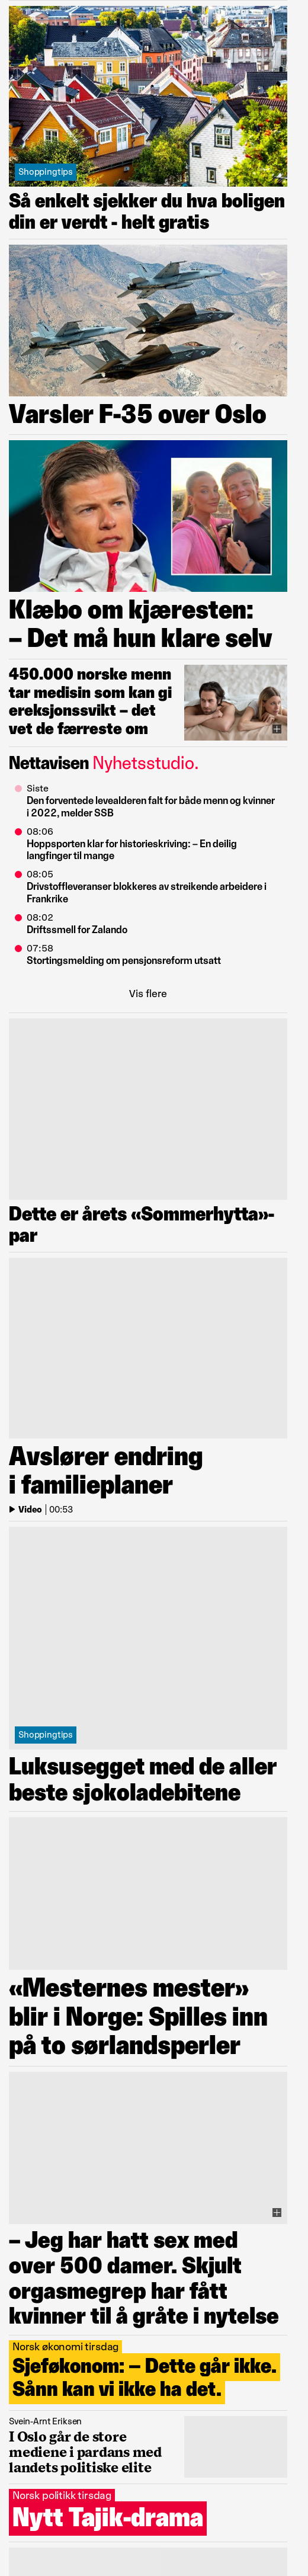 Shoppingtips
Så enkelt sjekker du hva boligen
din er verdt - helt gratis
Varsler F-35 over Oslo
Klæbo om kjæresten:
– Det må hun klare selv
450.000 norske menn
tar medisin som kan gi
ereksjonssvikt – det
vet de færreste om
Nettavisen Nyhetsstudio.
Siste
Den forventede levealderen falt for både menn og kvinner
i 2022, melder SSB
08:06
Hoppsporten klar for historieskriving: – En deilig
langfinger til mange
08:05
Drivstoffleveranser blokkeres av streikende arbeidere i
Frankrike
08:02
Driftssmell for Zalando
07:58
Stortingsmelding om pensjonsreform utsatt
Vis flere
Dette er årets «Sommerhytta»-
par
Avslører endring
i familieplaner
Video | 00:53
Shoppingtips
Luksusegget med de aller
beste sjokoladebitene
«Mesternes mester»
blir i Norge: Spilles inn
på to sørlandsperler
– Jeg har hatt sex med
over 500 damer. Skjult
orgasmegrep har fått
kvinner til å gråte i nytelse
Norsk økonomi tirsdag
Sjeføkonom: – Dette går ikke.
Sånn kan vi ikke ha det.
Svein-Arnt Eriksen
I Oslo går de store
mediene i pardans med
landets politiske elite
Norsk politikk tirsdag
Nytt Tajik-drama